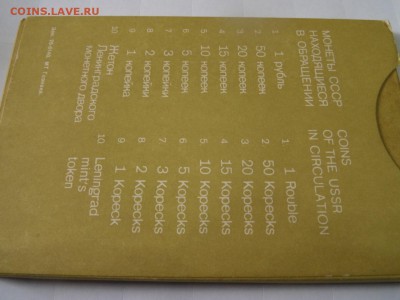 COINS.LAVE.RU
МОНЕТЫ СССР
НАХОДЯЩИЕСЯ
В ОБРАЩЕНИИ
1 1 рубль
2 50 копеек
3 20 копеек
4 15 копеек
5 10 копеек
6 5 копеек
7 3 копейки
8 2 копейки
9 1 копейка
10 Жетон
Ленинградского
монетного двора
COINS
OF THE USSR
IN CIRCULATION
1 1 Rouble
2 50 Kopecks
3 20 Kopecks
4 15 Kopecks
5 10 Kopecks
6 5 Kopecks
7 3 Kopecks
8 2 Kopecks
9 1 Kopeck
10 Leningrad
mint's
token
Гознак